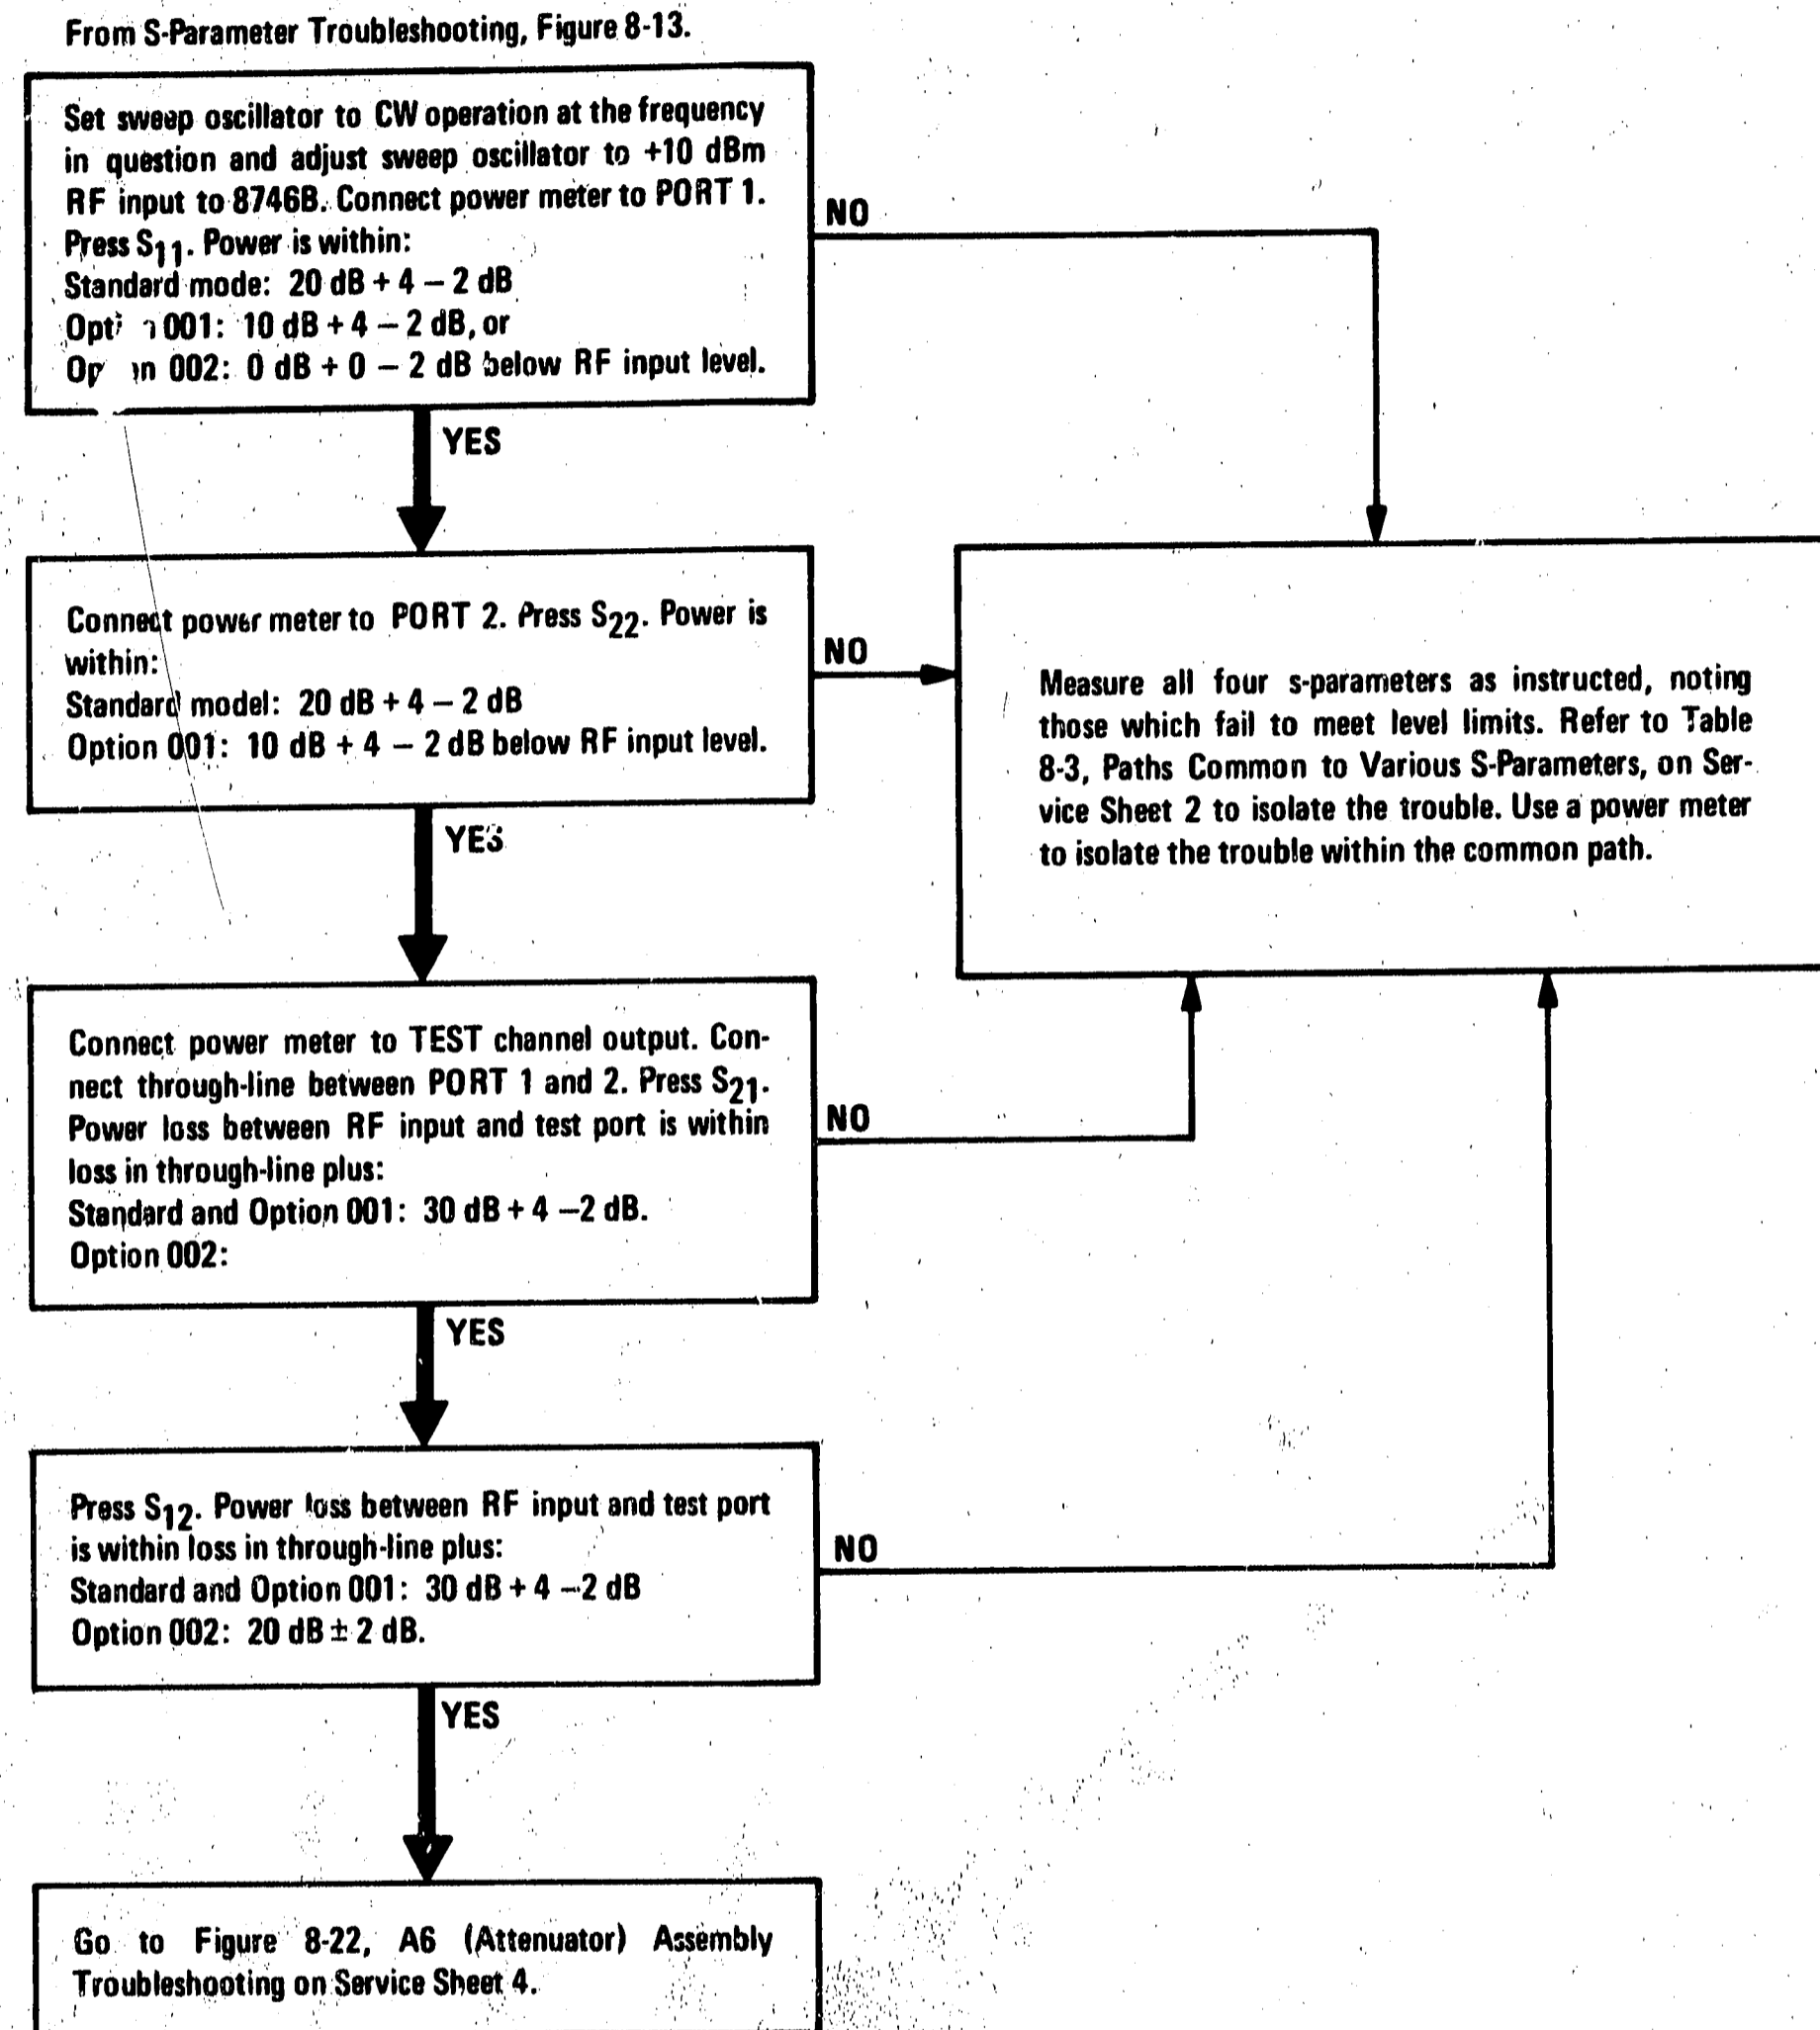 From S-Parameter Troubleshooting, Figure 8-13.
Set sweep oscillator to CW operation at the frequency
in question and adjust sweep oscillator to +10 dBm
RF input to 8746B. Connect power meter to PORT 1.
Press S11. Power is within:
Standard mode: 20 dB + 4 – 2 dB
001: 10 dB + 4 – 2 dB, or
002: 0 dB + 0 – 2 dB below RF input level.
NO
YES
Connect power meter to PORT 2. Press S22. Power is
within:
Standard model: 20 dB + 4 – 2 dB
Option 001: 10 dB + 4 – 2 dB below RF input level.
NO
YES
Measure all four s-parameters as instructed, noting
those which fail to meet level limits. Refer to Table
8-3, Paths Common to Various S-Parameters, on Ser-
vice Sheet 2 to isolate the trouble. Use a power meter
to isolate the trouble within the common path.
Connect power meter to TEST channel output. Con-
nect through-line between PORT 1 and 2. Press S21.
Power loss between RF input and test port is within
loss in through-line plus:
Standard and Option 001: 30 dB + 4 –2 dB.
Option 002:
NO
YES
Press S12. Power loss between RF input and test port
is within loss in through-line plus:
Standard and Option 001: 30 dB + 4 –2 dB
Option 002: 20 dB ± 2 dB.
NO
YES
Go to Figure 8-22, A6 (Attenuator) Assembly
Troubleshooting on Service Sheet 4.